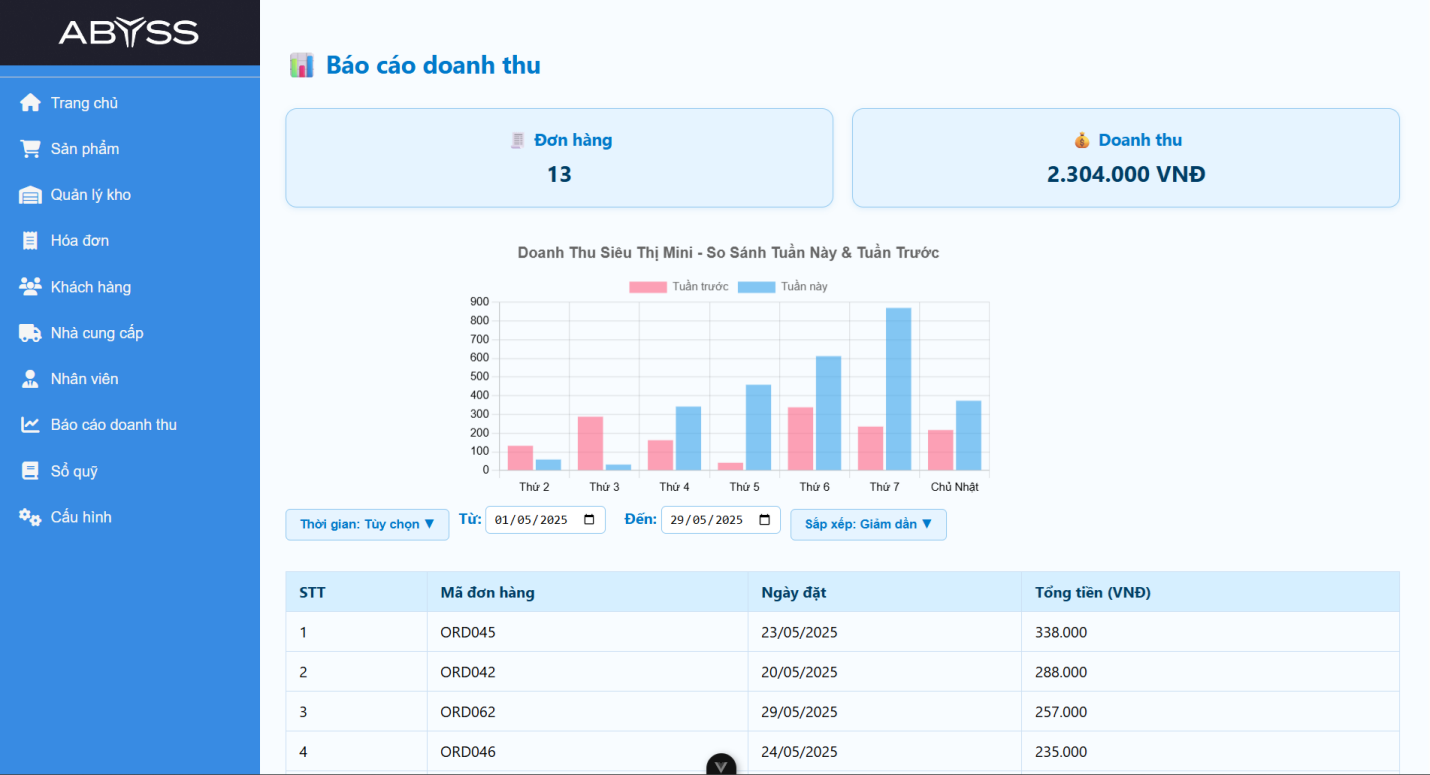 ABYSS
Trang chủ
Sản phẩm
Quản lý kho
Hóa đơn
Khách hàng
Nhà cung cấp
Nhân viên
Báo cáo doanh thu
Sổ quỹ
Cấu hình
Báo cáo doanh thu
Đơn hàng
13
Doanh thu
2.304.000 VNĐ
Doanh Thu Siêu Thị Mini - So Sánh Tuần Này & Tuần Trước
Tuần trước Tuần này
900
800
700
600
500
400
300
200
100
0
Thứ 2 Thứ 3 Thứ 4 Thứ 5 Thứ 6 Thứ 7 Chủ Nhật
Thời gian: Tùy chọn ▼ Từ: 01/05/2025 Đến: 29/05/2025 Sắp xếp: Giảm dần ▼
STT Mã đơn hàng Ngày đặt Tổng tiền (VNĐ)
1 ORD045 23/05/2025 338.000
2 ORD042 20/05/2025 288.000
3 ORD062 29/05/2025 257.000
4 ORD046 24/05/2025 235.000